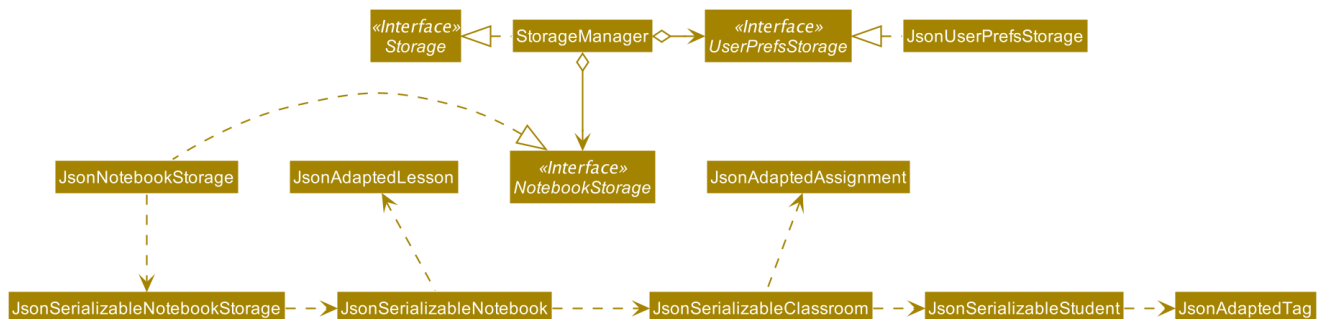 «Interface»
Storage
StorageManager
«Interface»
UserPrefsStorage
JsonUserPrefsStorage
JsonNotebookStorage
JsonAdaptedLesson
«Interface»
NotebookStorage
JsonAdaptedAssignment
JsonSerializableNotebookStorage
JsonSerializableNotebook
JsonSerializableClassroom
JsonSerializableStudent
JsonAdaptedTag